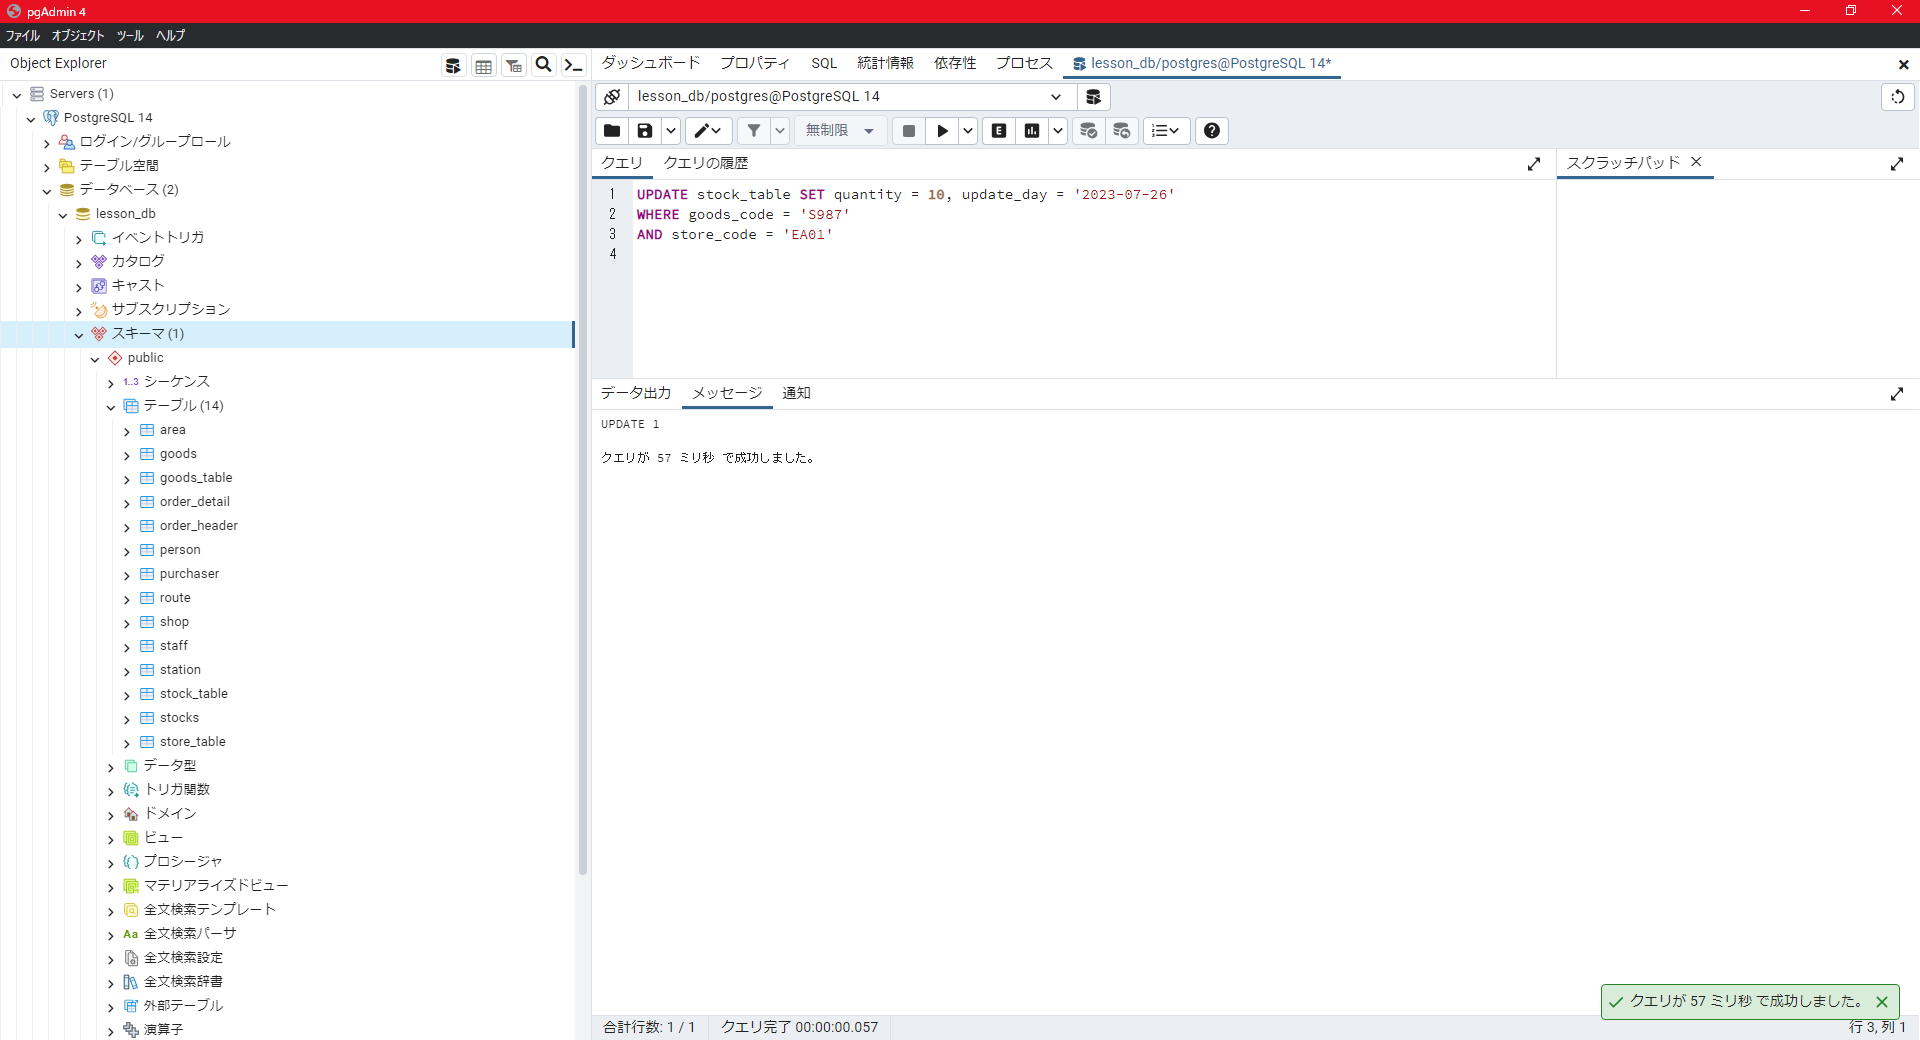 pgAdmin 4
ファイル オブジェクト ツール ヘルプ
Object Explorer
Servers (1)
PostgreSQL 14
ログイン/グループロール
テーブル空間
データベース (2)
lesson_db
イベントトリガ
カタログ
キャスト
サブスクリプション
スキーマ (1)
public
1..3 シーケンス
テーブル (14)
area
goods
goods_table
order_detail
order_header
person
purchaser
route
shop
staff
station
stock_table
stocks
store_table
データ型
トリガ関数
ドメイン
ビュー
プロシージャ
マテリアライズドビュー
全文検索テンプレート
Aa 全文検索パーサ
全文検索設定
全文検索辞書
外部テーブル
演算子
ダッシュボード プロパティ SQL 統計情報 依存性 プロセス lesson_db/postgres@PostgreSQL 14*
lesson_db/postgres@PostgreSQL 14
無制限
E
クエリ クエリの履歴
スクラッチパッド
1 UPDATE stock_table SET quantity = 10, update_day = '2023-07-26'
2 WHERE goods_code = 'S987'
3 AND store_code = 'EA01'
4
データ出力 メッセージ 通知
UPDATE 1
クエリが 57 ミリ秒 で成功しました。
クエリが 57 ミリ秒 で成功しました。
合計行数: 1 / 1 クエリ完了 00:00:00.057
行 3, 列 1